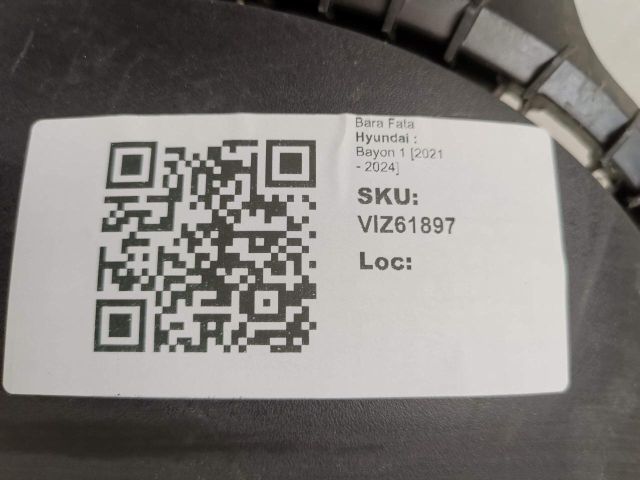 Bara Fata
Hyundai :
Bayon 1 [2021
- 2024]
SKU:
VIZ61897
Loc: